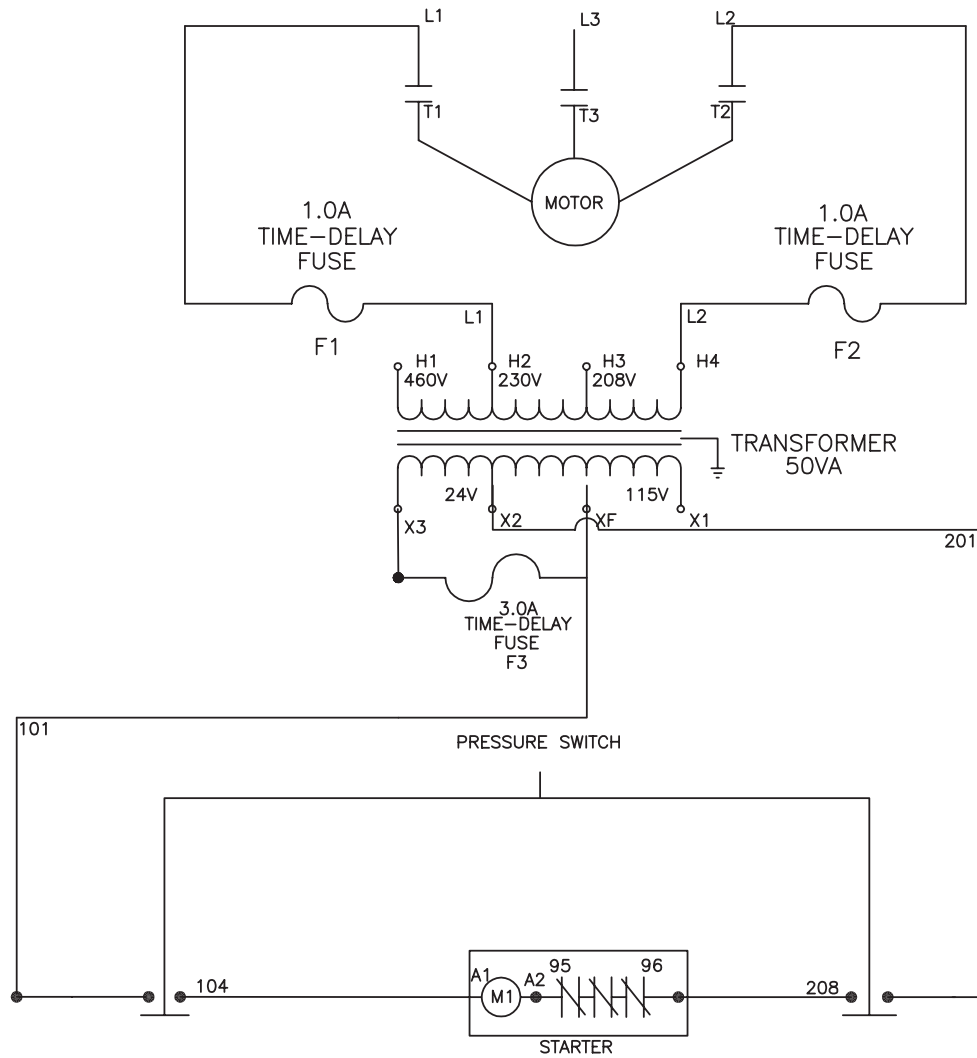 L1
L3
L2
T1
T3
T2
MOTOR
1.0A
TIME-DELAY
FUSE
1.0A
TIME-DELAY
FUSE
L1
L2
F1
F2
H1
H2
H3
H4
460V
230V
208V
TRANSFORMER
50VA
24V
115V
X3
X2
XF
X1
201
3.0A
TIME-DELAY
FUSE
F3
101
PRESSURE SWITCH
104
A1
M1
A2
95
96
208
STARTER